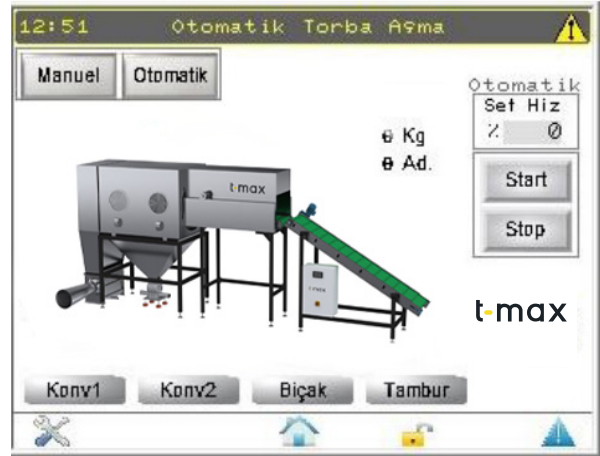 12:51 Otomatik Torba Açma
Manuel Otomatik
Otomatik
Set Hiz
% 0
0 Kg
0 Ad.
Start
Stop
t-max
t-max
Konv1 Konv2 Biçak Tambur